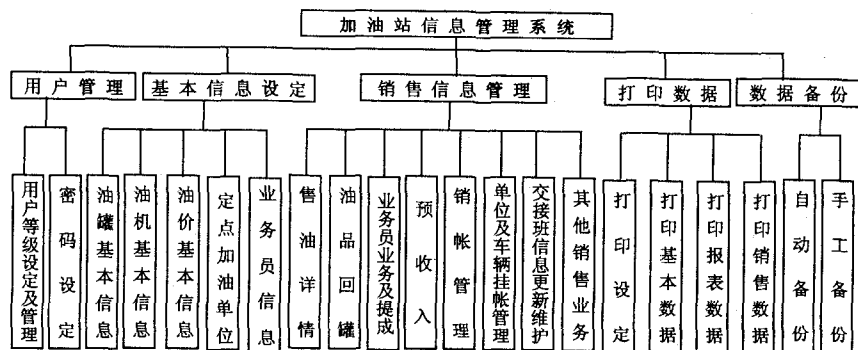 加油站信息管理系统
用户管理
基本信息设定
销售信息管理
打印数据
数据备份
用户等级设定及管理
密码设定
油罐基本信息
油机基本信息
油价基本信息
定点加油单位
业务员信息
售油详情
油品回罐
业务员业务及提成
预收入
销帐管理
单位及车辆挂帐管理
交接班信息更新维护
其他销售业务
打印设定
打印基本数据
打印报表数据
打印销售数据
自动备份
手工备份